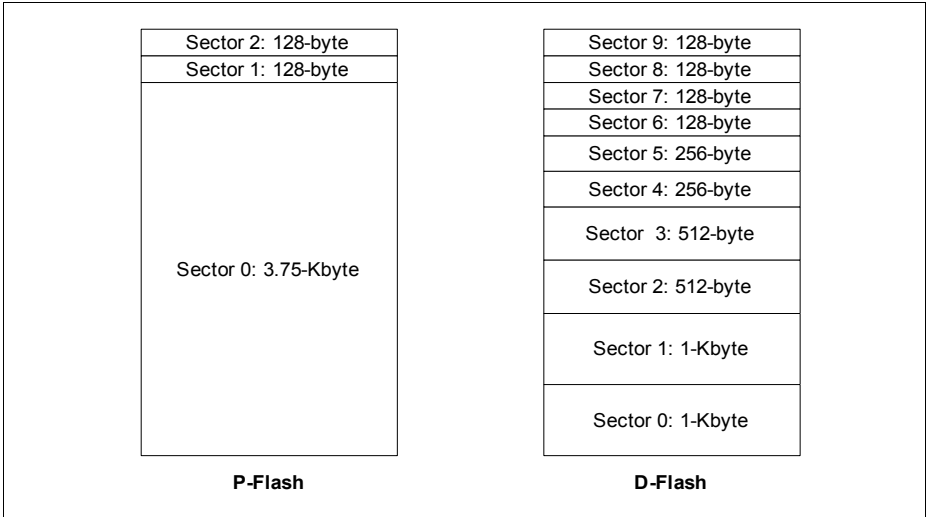 Sector 2: 128-byte
Sector 1: 128-byte
Sector 0: 3.75-Kbyte
P-Flash
Sector 9: 128-byte
Sector 8: 128-byte
Sector 7: 128-byte
Sector 6: 128-byte
Sector 5: 256-byte
Sector 4: 256-byte
Sector 3: 512-byte
Sector 2: 512-byte
Sector 1: 1-Kbyte
Sector 0: 1-Kbyte
D-Flash